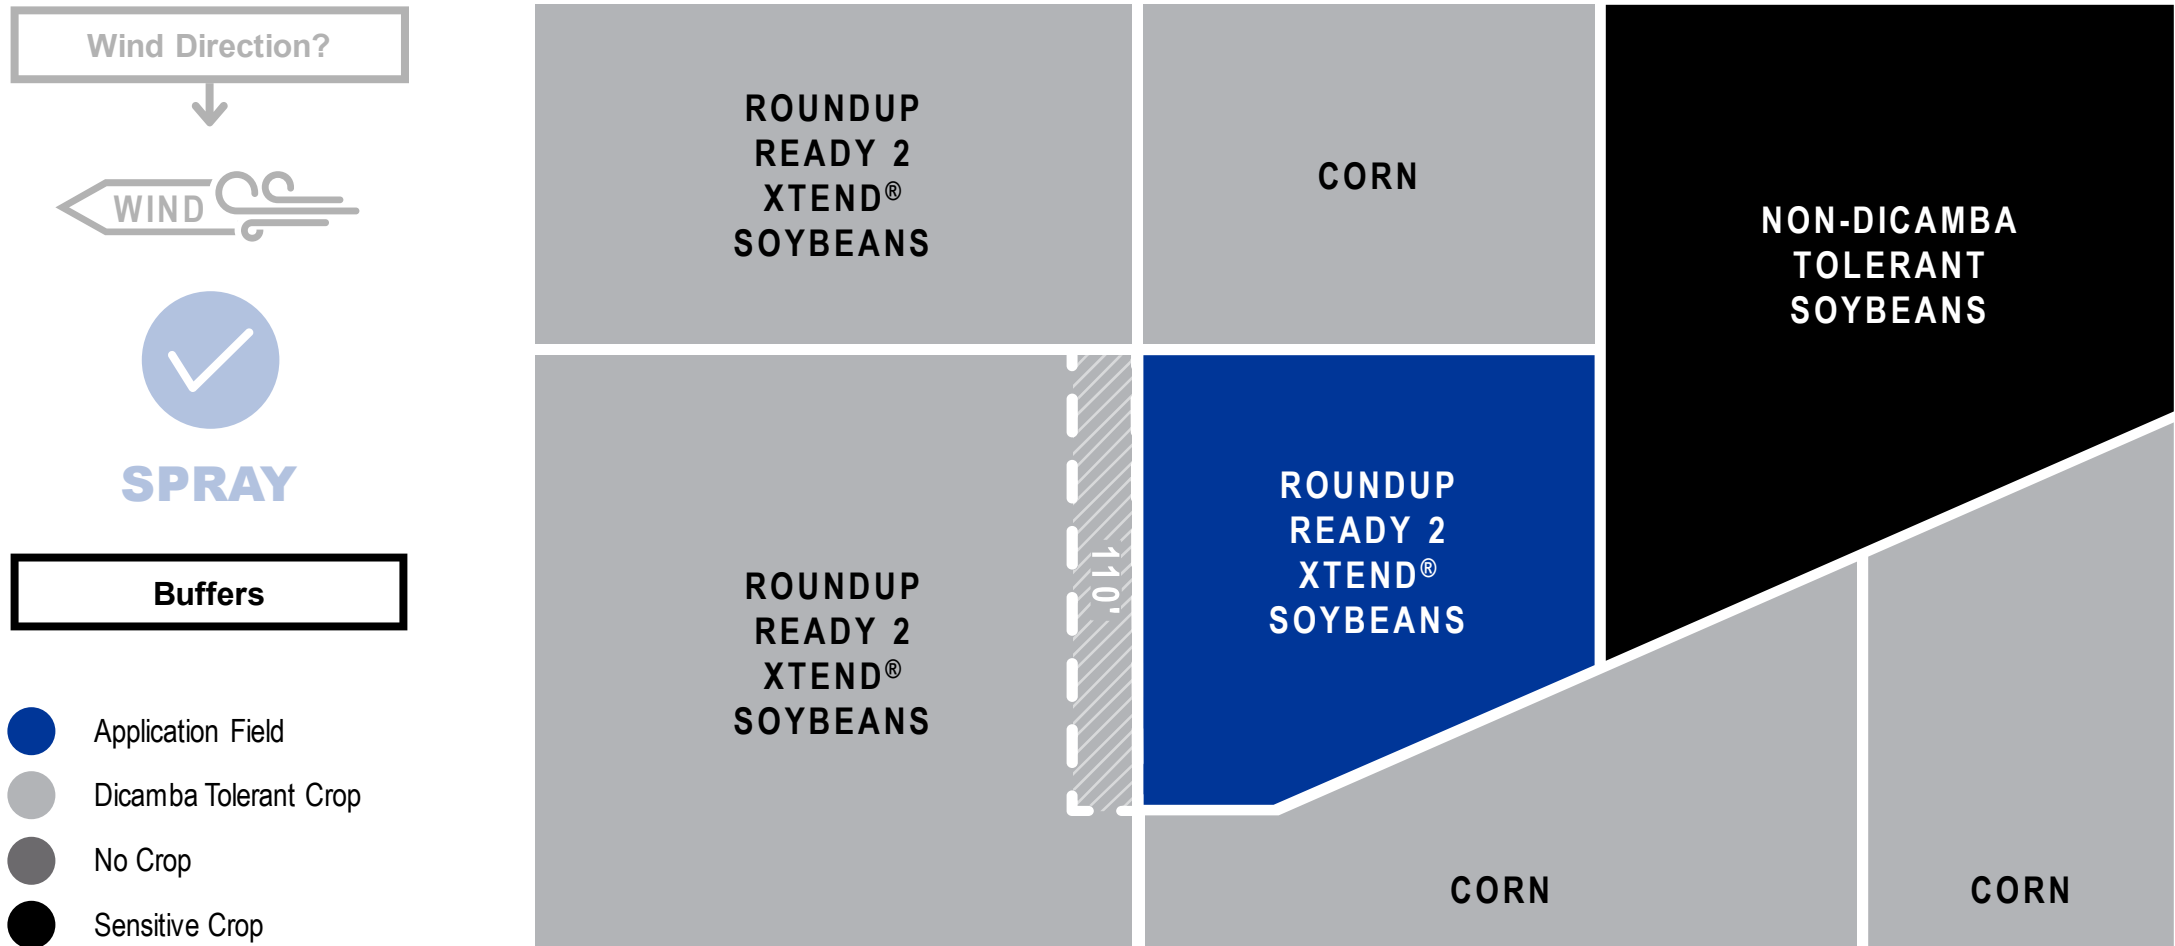 Wind Direction?
WIND
SPRAY
Buffers
Application Field
Dicamba Tolerant Crop
No Crop
Sensitive Crop
ROUNDUP
READY 2
XTEND®
SOYBEANS
CORN
NON-DICAMBA
TOLERANT
SOYBEANS
ROUNDUP
READY 2
XTEND®
SOYBEANS
110'
ROUNDUP
READY 2
XTEND®
SOYBEANS
CORN
CORN